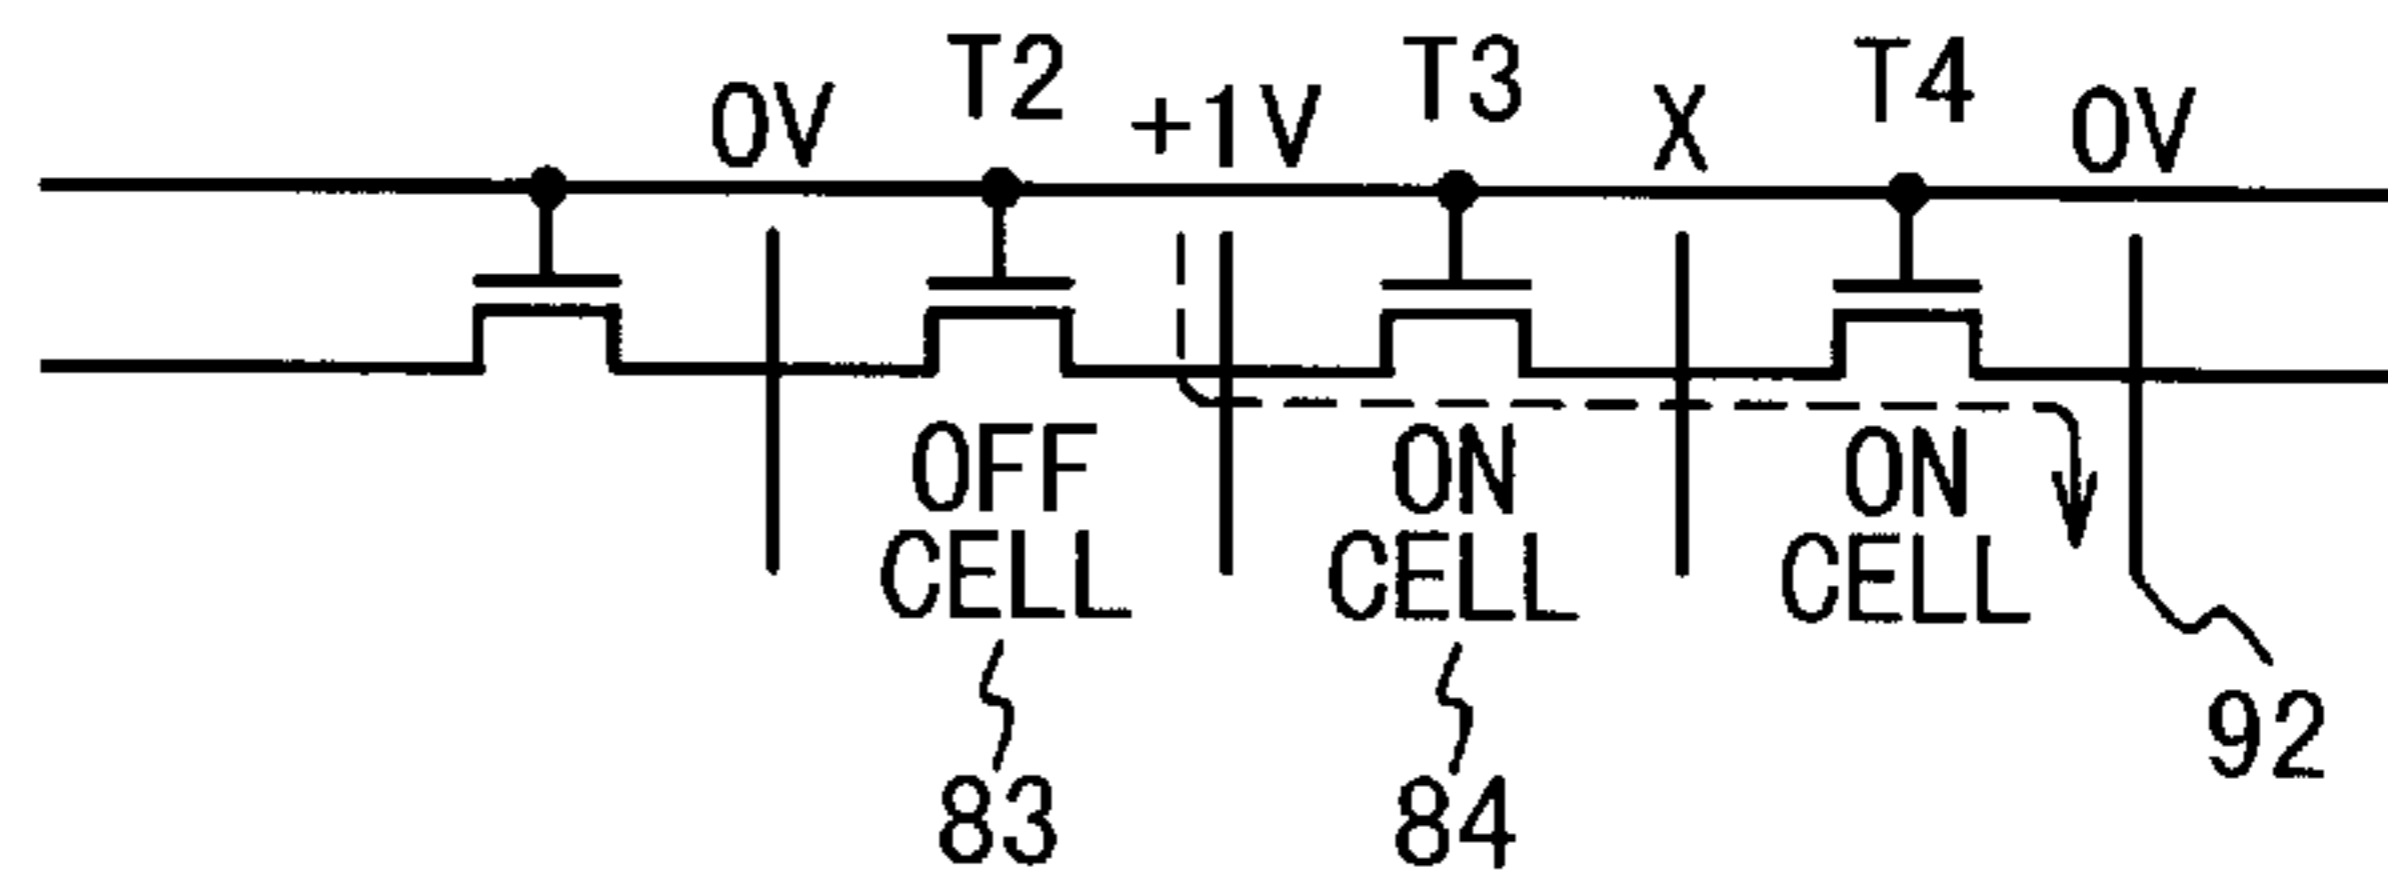 0V T2 +1V T3 X T4 0V
OFF ON ON
CELL CELL CELL
83 84 92